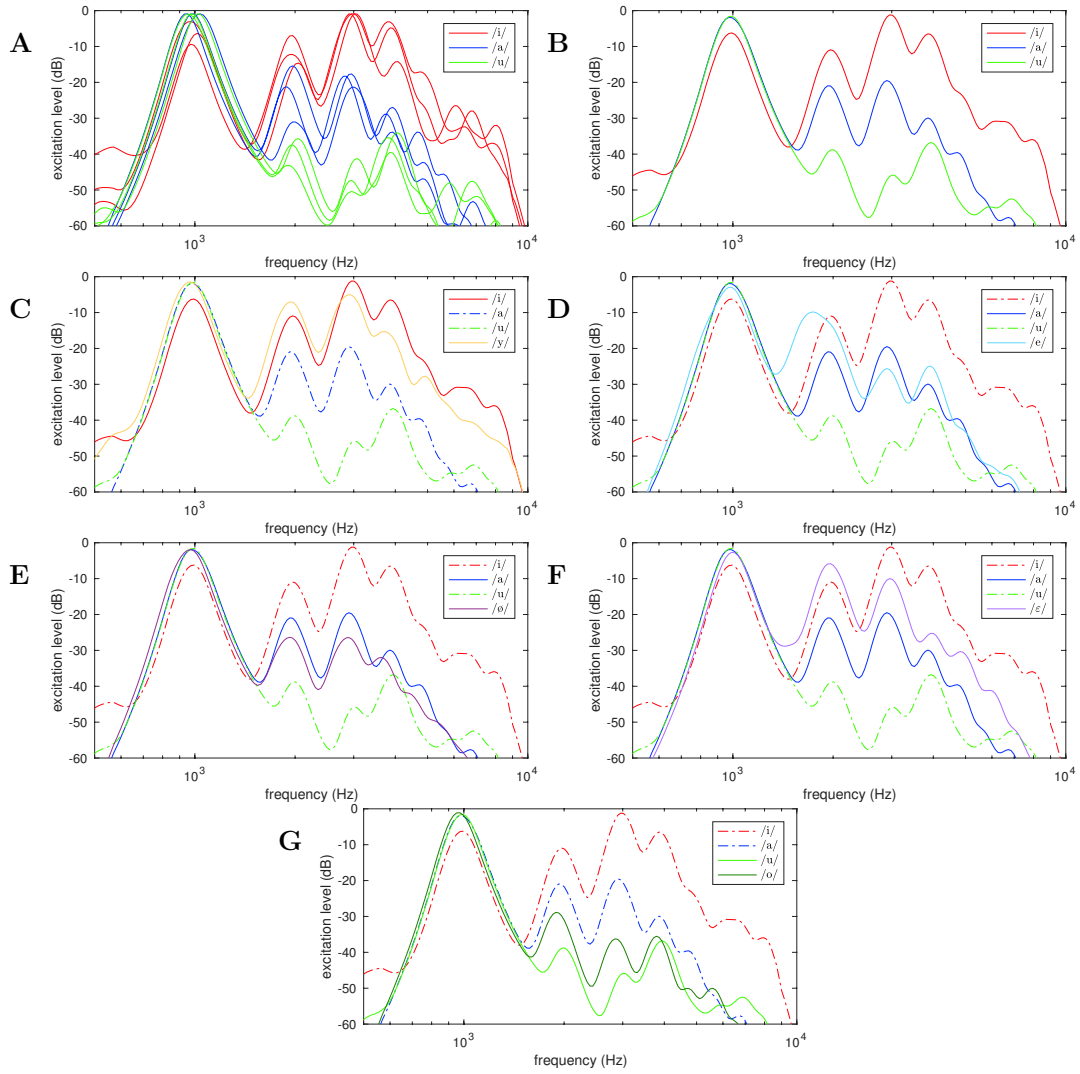 A
excitation level (dB)
0
-10
-20
-30
-40
-50
-60
10³
10⁴
frequency (Hz)
/i/
/a/
/u/
B
excitation level (dB)
0
-10
-20
-30
-40
-50
-60
10³
10⁴
frequency (Hz)
/i/
/a/
/u/
C
excitation level (dB)
0
-10
-20
-30
-40
-50
-60
10³
10⁴
frequency (Hz)
/i/
/a/
/u/
/y/
D
excitation level (dB)
0
-10
-20
-30
-40
-50
-60
10³
10⁴
frequency (Hz)
/i/
/a/
/u/
/e/
E
excitation level (dB)
0
-10
-20
-30
-40
-50
-60
10³
10⁴
frequency (Hz)
/i/
/a/
/u/
/ø/
F
excitation level (dB)
0
-10
-20
-30
-40
-50
-60
10³
10⁴
frequency (Hz)
/i/
/a/
/u/
/ε/
G
excitation level (dB)
0
-10
-20
-30
-40
-50
-60
10³
10⁴
frequency (Hz)
/i/
/a/
/u/
/o/